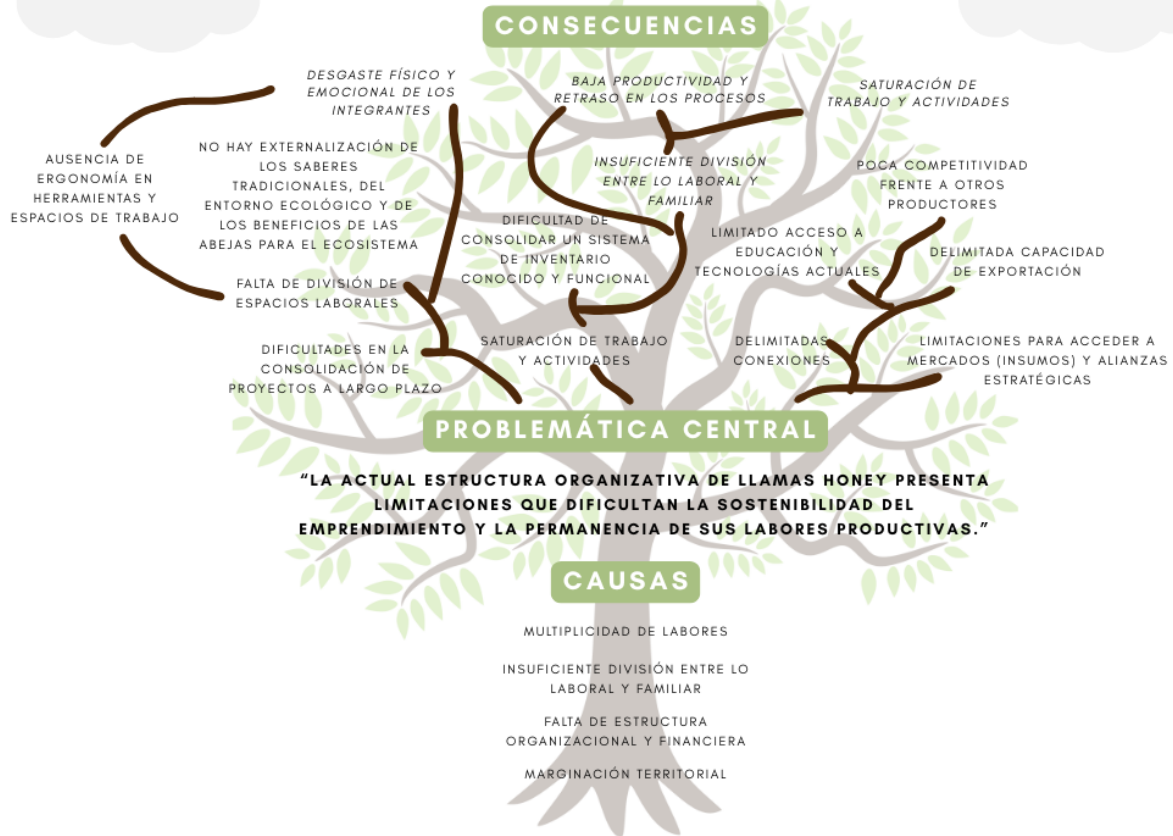 CONSECUENCIAS
DESGASTE FÍSICO Y
EMOCIONAL DE LOS
INTEGRANTES
BAJA PRODUCTIVIDAD Y
RETRASO EN LOS PROCESOS
SATURACIÓN DE
TRABAJO Y ACTIVIDADES
AUSENCIA DE
ERGONOMÍA EN
HERRAMIENTAS Y
ESPACIOS DE TRABAJO
NO HAY EXTERNALIZACIÓN DE
LOS SABERES
TRADICIONALES, DEL
ENTORNO ECOLÓGICO Y DE
LOS BENEFICIOS DE LAS
ABEJAS PARA EL ECOSISTEMA
INSUFICIENTE DIVISIÓN
ENTRE LO LABORAL Y
FAMILIAR
POCA COMPETITIVIDAD
FRENTE A OTROS
PRODUCTORES
DIFICULTAD DE
CONSOLIDAR UN SISTEMA
DE INVENTARIO
CONOCIDO Y FUNCIONAL
LIMITADO ACCESO A
EDUCACIÓN Y
TECNOLOGÍAS ACTUALES
DELIMITADA CAPACIDAD
DE EXPORTACIÓN
FALTA DE DIVISIÓN DE
ESPACIOS LABORALES
DIFICULTADES EN LA
CONSOLIDACIÓN DE
PROYECTOS A LARGO PLAZO
SATURACIÓN DE TRABAJO
Y ACTIVIDADES
DELIMITADAS
CONEXIONES
LIMITACIONES PARA ACCEDER A
MERCADOS (INSUMOS) Y ALIANZAS
ESTRATÉGICAS
PROBLEMÁTICA CENTRAL
“LA ACTUAL ESTRUCTURA ORGANIZATIVA DE LLAMAS HONEY PRESENTA
LIMITACIONES QUE DIFICULTAN LA SOSTENIBILIDAD DEL
EMPRENDIMIENTO Y LA PERMANENCIA DE SUS LABORES PRODUCTIVAS.”
CAUSAS
MULTIPLICIDAD DE LABORES
INSUFICIENTE DIVISIÓN ENTRE LO
LABORAL Y FAMILIAR
FALTA DE ESTRUCTURA
ORGANIZACIONAL Y FINANCIERA
MARGINACIÓN TERRITORIAL